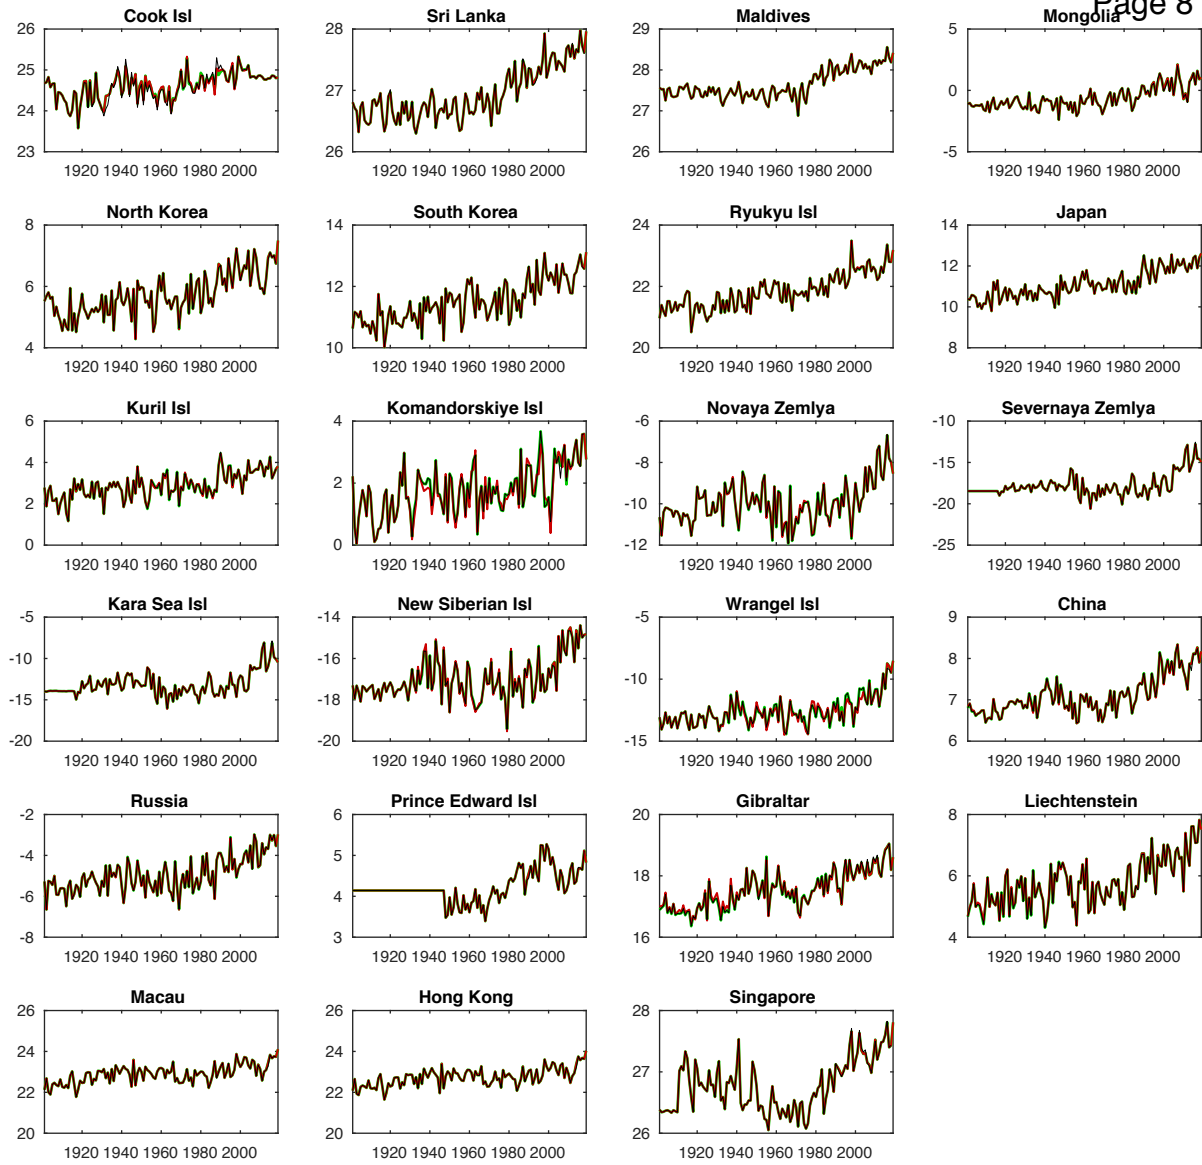 Page 8
Cook Isl
Sri Lanka
Maldives
Mongolia
26
25
24
23
1920 1940 1960 1980 2000
28
27
26
1920 1940 1960 1980 2000
29
28
27
26
1920 1940 1960 1980 2000
5
0
-5
1920 1940 1960 1980 2000
North Korea
South Korea
Ryukyu Isl
Japan
8
6
4
1920 1940 1960 1980 2000
14
12
10
1920 1940 1960 1980 2000
24
22
20
1920 1940 1960 1980 2000
14
12
10
8
1920 1940 1960 1980 2000
Kuril Isl
Komandorskiye Isl
Novaya Zemlya
Severnaya Zemlya
6
4
2
0
1920 1940 1960 1980 2000
4
2
0
1920 1940 1960 1980 2000
-6
-8
-10
-12
1920 1940 1960 1980 2000
-10
-15
-20
-25
1920 1940 1960 1980 2000
Kara Sea Isl
New Siberian Isl
Wrangel Isl
China
-5
-10
-15
-20
1920 1940 1960 1980 2000
-14
-16
-18
-20
1920 1940 1960 1980 2000
-5
-10
-15
1920 1940 1960 1980 2000
9
8
7
6
1920 1940 1960 1980 2000
Russia
Prince Edward Isl
Gibraltar
Liechtenstein
-2
-4
-6
-8
1920 1940 1960 1980 2000
6
5
4
3
1920 1940 1960 1980 2000
20
18
16
1920 1940 1960 1980 2000
8
6
4
1920 1940 1960 1980 2000
Macau
Hong Kong
Singapore
26
24
22
20
1920 1940 1960 1980 2000
26
24
22
20
1920 1940 1960 1980 2000
28
27
26
1920 1940 1960 1980 2000